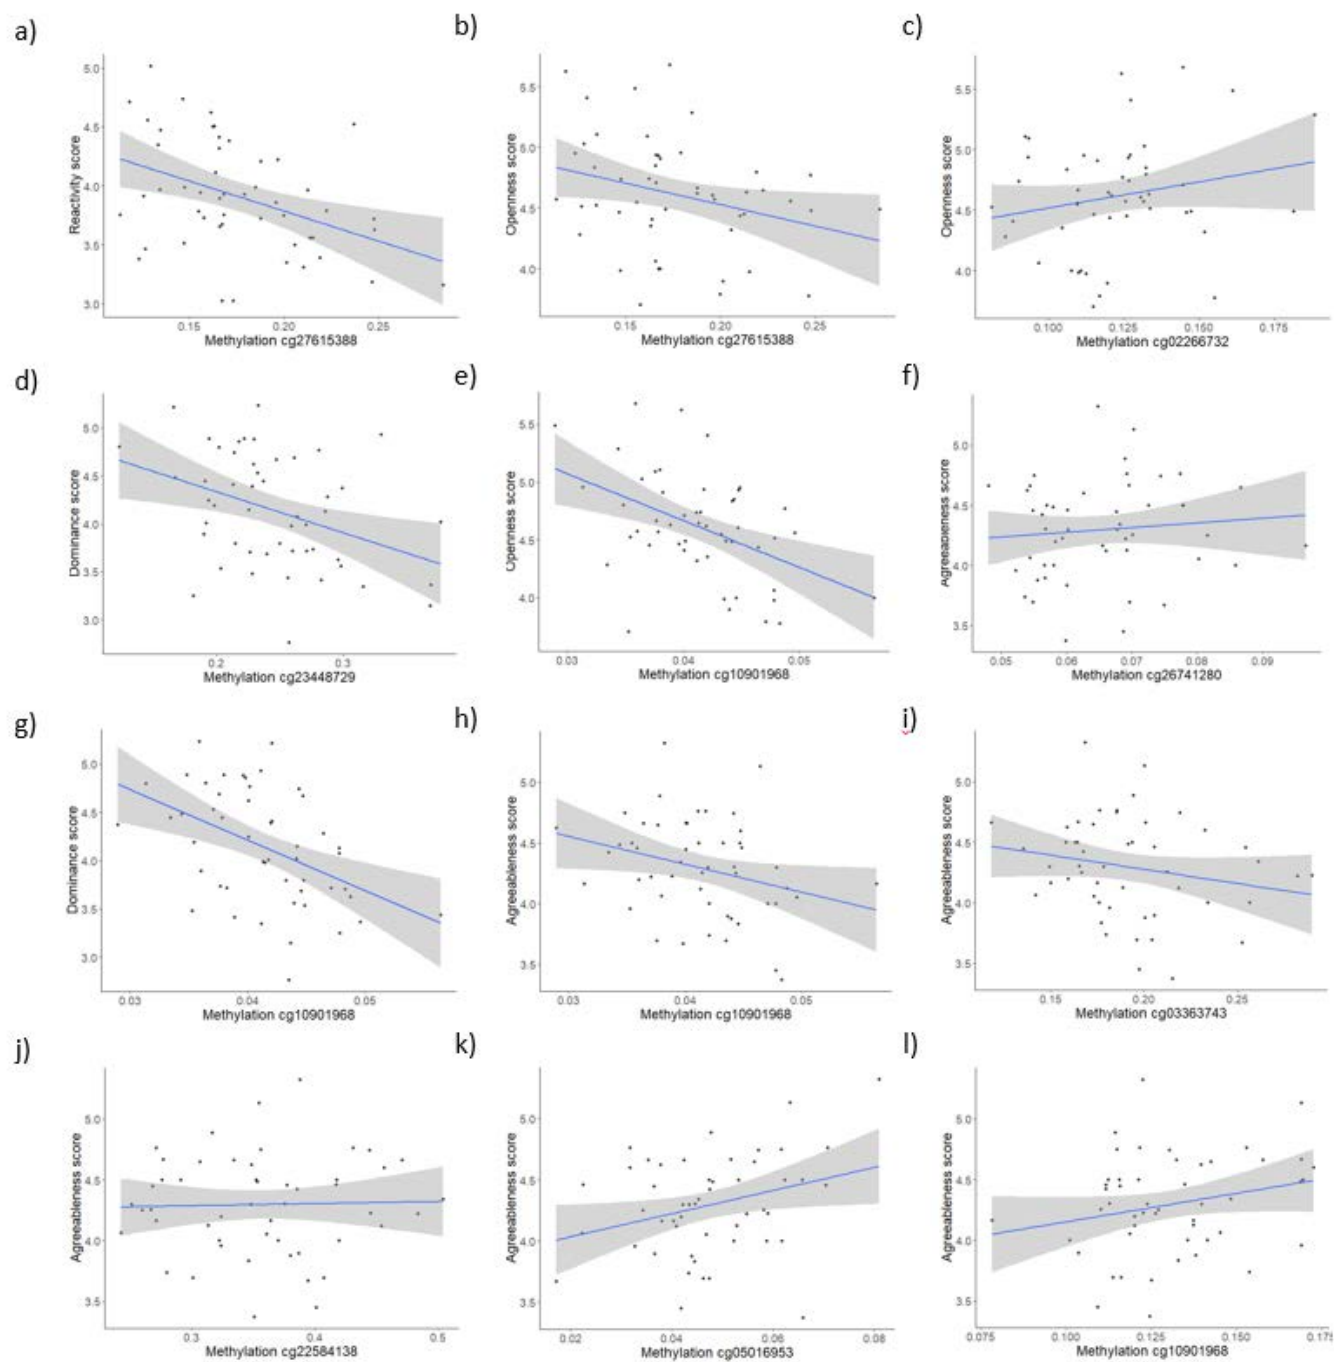 a)
5.0
4.5
4.0
3.5
3.0
Reactivity score
0.15 0.20 0.25
Methylation cg27615388
b)
5.5
5.0
4.5
4.0
Openness score
0.15 0.20 0.25
Methylation cg27615388
c)
5.5
5.0
4.5
4.0
Openness score
0.100 0.125 0.150 0.175
Methylation cg02266732
d)
5.0
4.5
4.0
3.5
3.0
Dominance score
0.2 0.3
Methylation cg23448729
e)
5.5
5.0
4.5
4.0
Openness score
0.03 0.04 0.05
Methylation cg10901968
f)
5.0
4.5
4.0
3.5
Agreeableness score
0.05 0.06 0.07 0.08 0.09
Methylation cg26741280
g)
5.0
4.5
4.0
3.5
3.0
Dominance score
0.03 0.04 0.05
Methylation cg10901968
h)
5.0
4.5
4.0
3.5
Agreeableness score
0.03 0.04 0.05
Methylation cg10901968
i)
5.0
4.5
4.0
3.5
Agreeableness score
0.15 0.20 0.25
Methylation cg03363743
j)
5.0
4.5
4.0
3.5
Agreeableness score
0.3 0.4 0.5
Methylation cg22584138
k)
5.0
4.5
4.0
3.5
Agreeableness score
0.02 0.04 0.06 0.08
Methylation cg05016953
l)
5.0
4.5
4.0
3.5
Agreeableness score
0.075 0.100 0.125 0.150 0.175
Methylation cg10901968